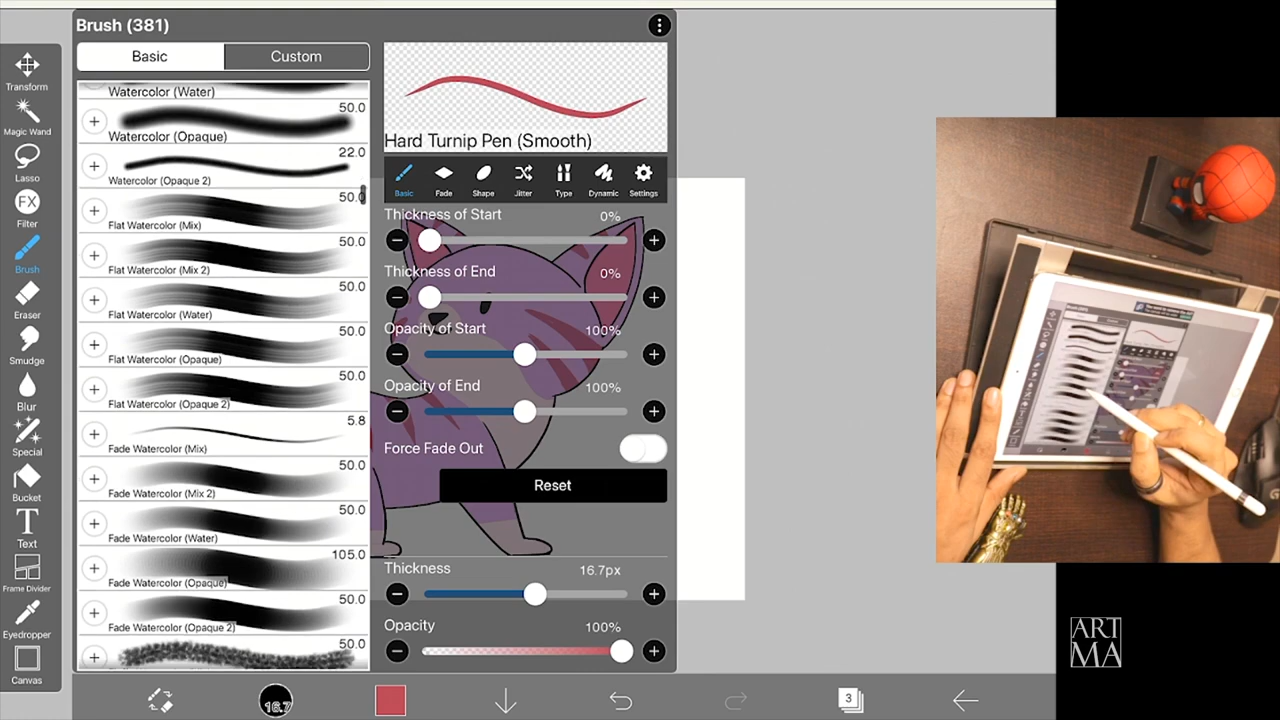 Brush (381)
Basic
Custom
Transform
Magic Wand
Lasso
FX
Filter
Brush
Eraser
Smudge
Blur
Special
Bucket
T
Text
Frame Divider
Eyedropper
Canvas
Watercolor (Water)
50.0
Watercolor (Opaque)
22.0
Watercolor (Opaque 2)
50.0
Flat Watercolor (Mix)
50.0
Flat Watercolor (Mix 2)
50.0
Flat Watercolor (Water)
50.0
Flat Watercolor (Opaque)
50.0
Flat Watercolor (Opaque 2)
5.8
Fade Watercolor (Mix)
50.0
Fade Watercolor (Mix 2)
50.0
Fade Watercolor (Water)
105.0
Fade Watercolor (Opaque)
50.0
Fade Watercolor (Opaque 2)
50.0
Hard Turnip Pen (Smooth)
Basic
Fade
Shape
Jitter
Type
Dynamic
Settings
Thickness of Start 0%
Thickness of End 0%
Opacity of Start 100%
Opacity of End 100%
Force Fade Out
Reset
Thickness 16.7px
Opacity 100%
16.7
3
ART
MA